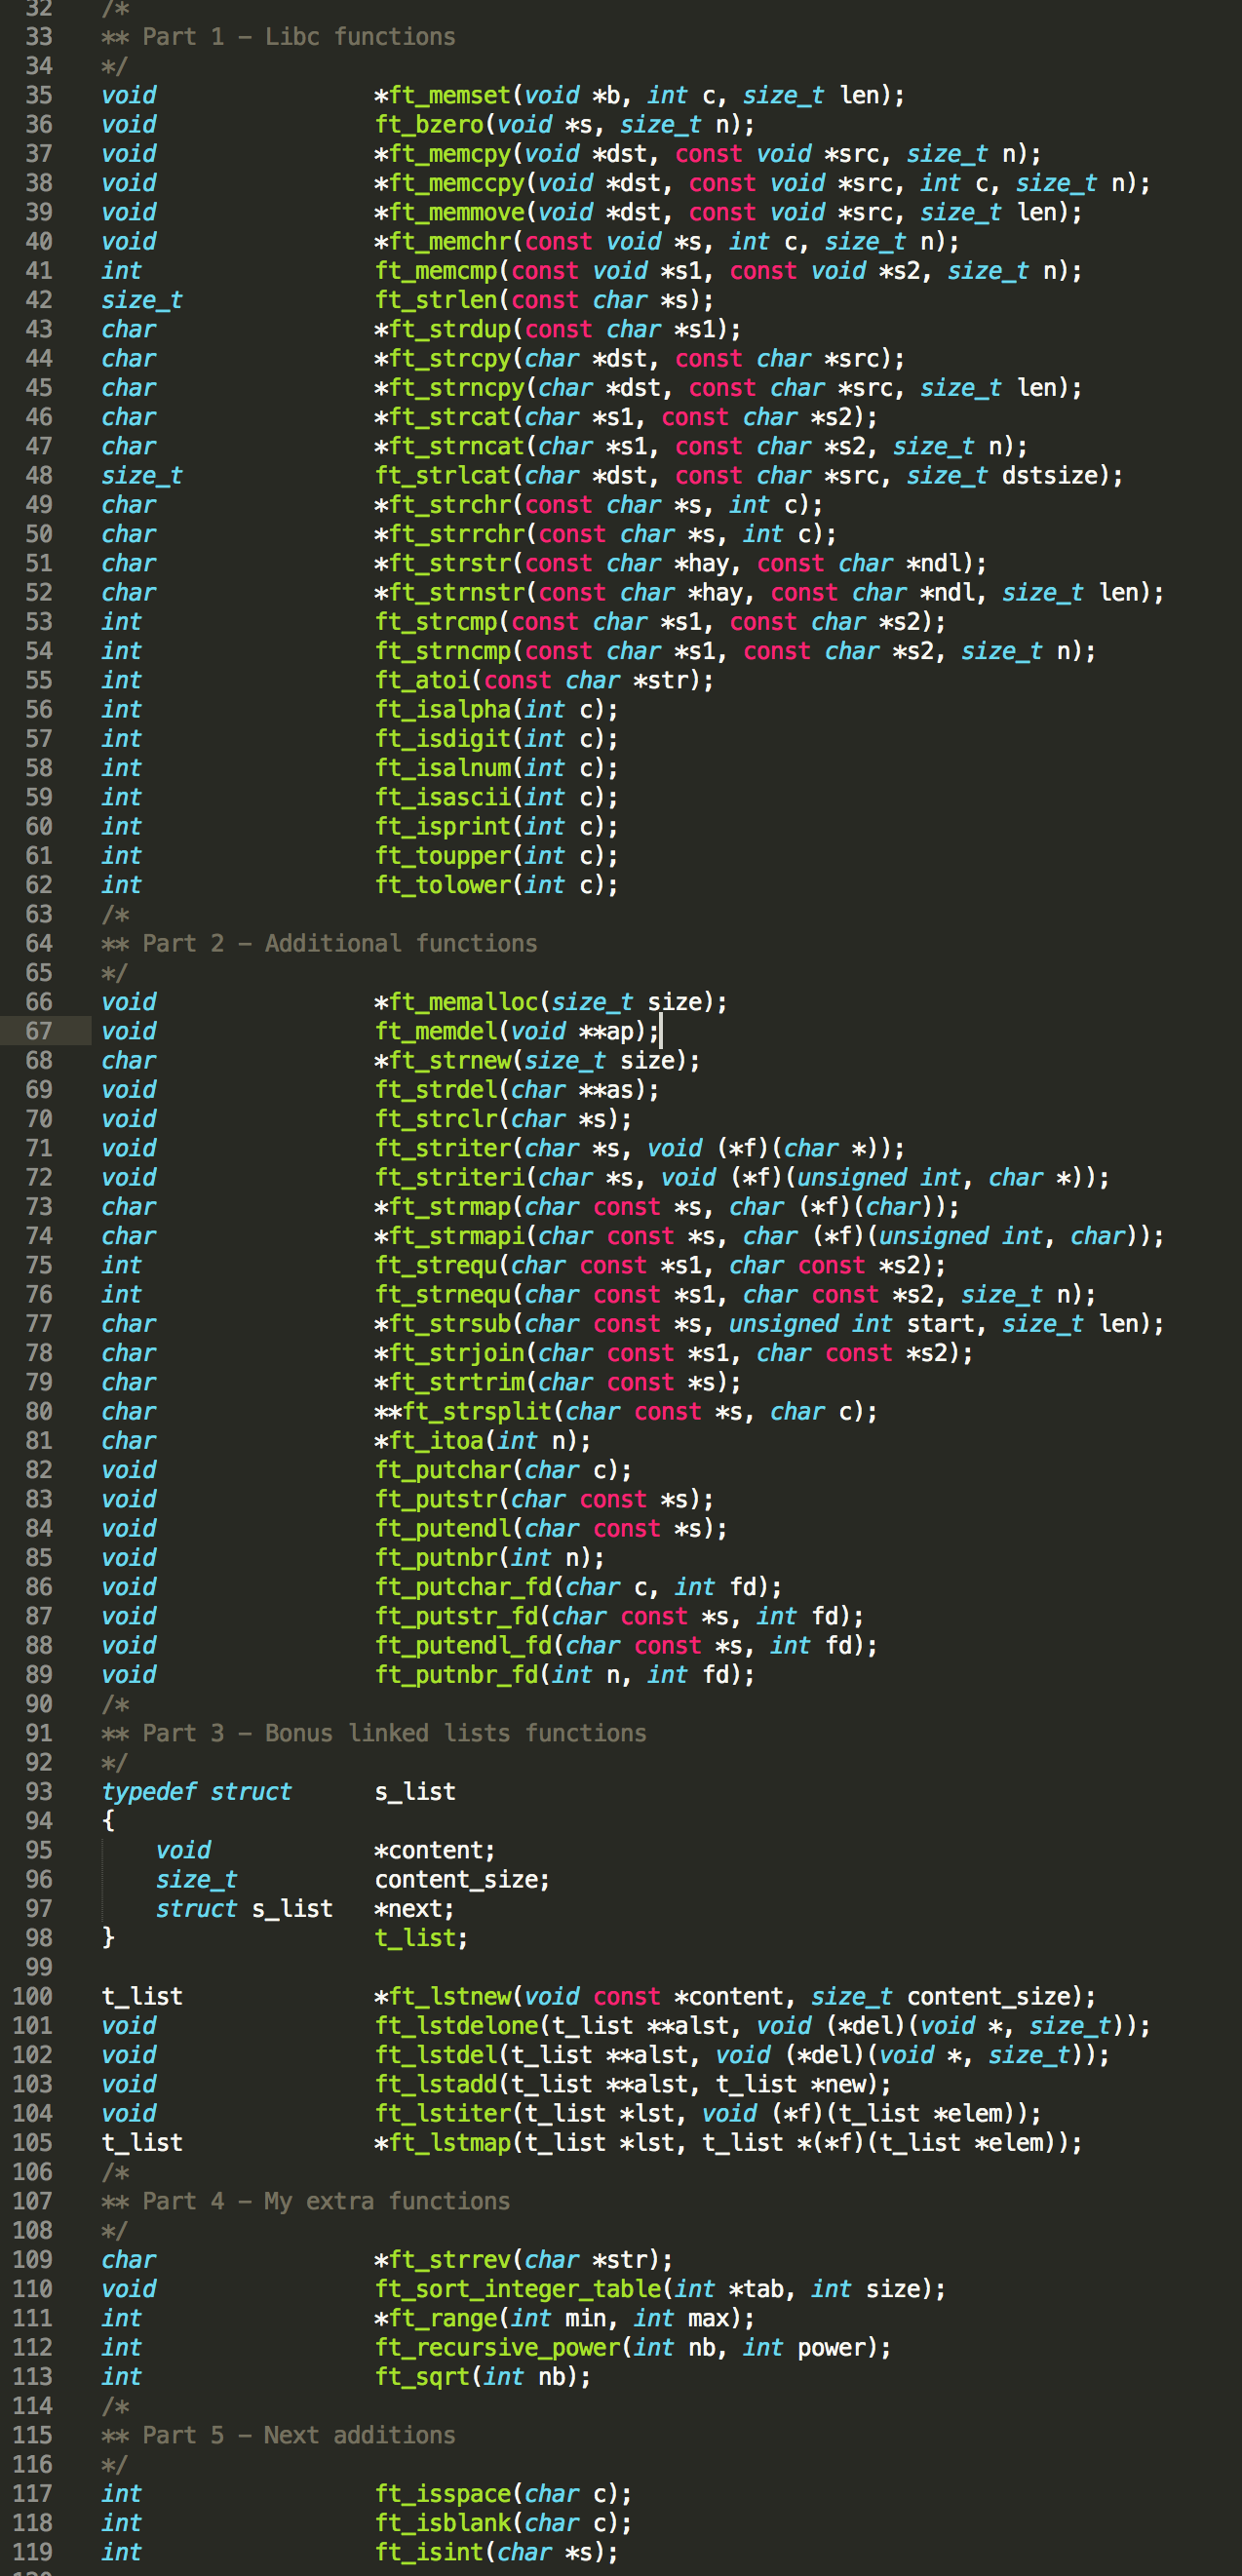 32 /*
33 ** Part 1 – Libc functions
34 */
35 void *ft_memset(void *b, int c, size_t len);
36 void ft_bzero(void *s, size_t n);
37 void *ft_memcpy(void *dst, const void *src, size_t n);
38 void *ft_memccpy(void *dst, const void *src, int c, size_t n);
39 void *ft_memmove(void *dst, const void *src, size_t len);
40 void *ft_memchr(const void *s, int c, size_t n);
41 int ft_memcmp(const void *s1, const void *s2, size_t n);
42 size_t ft_strlen(const char *s);
43 char *ft_strdup(const char *s1);
44 char *ft_strcpy(char *dst, const char *src);
45 char *ft_strncpy(char *dst, const char *src, size_t len);
46 char *ft_strcat(char *s1, const char *s2);
47 char *ft_strncat(char *s1, const char *s2, size_t n);
48 size_t ft_strlcat(char *dst, const char *src, size_t dstsize);
49 char *ft_strchr(const char *s, int c);
50 char *ft_strrchr(const char *s, int c);
51 char *ft_strstr(const char *hay, const char *ndl);
52 char *ft_strnstr(const char *hay, const char *ndl, size_t len);
53 int ft_strcmp(const char *s1, const char *s2);
54 int ft_strncmp(const char *s1, const char *s2, size_t n);
55 int ft_atoi(const char *str);
56 int ft_isalpha(int c);
57 int ft_isdigit(int c);
58 int ft_isalnum(int c);
59 int ft_isascii(int c);
60 int ft_isprint(int c);
61 int ft_toupper(int c);
62 int ft_tolower(int c);
63 /*
64 ** Part 2 – Additional functions
65 */
66 void *ft_memalloc(size_t size);
67 void ft_memdel(void **ap);
68 char *ft_strnew(size_t size);
69 void ft_strdel(char **as);
70 void ft_strclr(char *s);
71 void ft_striter(char *s, void (*f)(char *));
72 void ft_striteri(char *s, void (*f)(unsigned int, char *));
73 char *ft_strmap(char const *s, char (*f)(char));
74 char *ft_strmapi(char const *s, char (*f)(unsigned int, char));
75 int ft_strequ(char const *s1, char const *s2);
76 int ft_strnequ(char const *s1, char const *s2, size_t n);
77 char *ft_strsub(char const *s, unsigned int start, size_t len);
78 char *ft_strjoin(char const *s1, char const *s2);
79 char *ft_strtrim(char const *s);
80 char **ft_strsplit(char const *s, char c);
81 char *ft_itoa(int n);
82 void ft_putchar(char c);
83 void ft_putstr(char const *s);
84 void ft_putendl(char const *s);
85 void ft_putnbr(int n);
86 void ft_putchar_fd(char c, int fd);
87 void ft_putstr_fd(char const *s, int fd);
88 void ft_putendl_fd(char const *s, int fd);
89 void ft_putnbr_fd(int n, int fd);
90 /*
91 ** Part 3 – Bonus linked lists functions
92 */
93 typedef struct s_list
94 {
95 void *content;
96 size_t content_size;
97 struct s_list *next;
98 } t_list;
99
100 t_list *ft_lstnew(void const *content, size_t content_size);
101 void ft_lstdelone(t_list **alst, void (*del)(void *, size_t));
102 void ft_lstdel(t_list **alst, void (*del)(void *, size_t));
103 void ft_lstadd(t_list **alst, t_list *new);
104 void ft_lstiter(t_list *lst, void (*f)(t_list *elem));
105 t_list *ft_lstmap(t_list *lst, t_list *(*f)(t_list *elem));
106 /*
107 ** Part 4 – My extra functions
108 */
109 char *ft_strrev(char *str);
110 void ft_sort_integer_table(int *tab, int size);
111 int *ft_range(int min, int max);
112 int ft_recursive_power(int nb, int power);
113 int ft_sqrt(int nb);
114 /*
115 ** Part 5 – Next additions
116 */
117 int ft_isspace(char c);
118 int ft_isblank(char c);
119 int ft_isint(char *s);